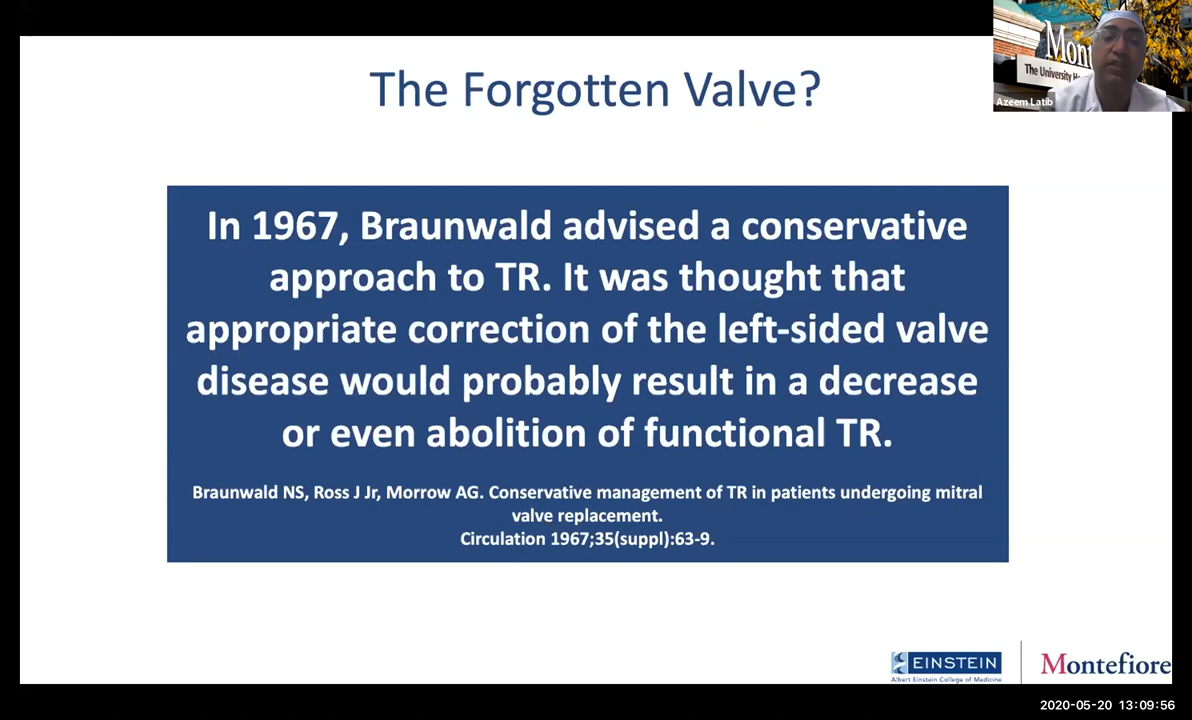 The Forgotten Valve?
Mont
The University H
Azeem Latib
In 1967, Braunwald advised a conservative
approach to TR. It was thought that
appropriate correction of the left-sided valve
disease would probably result in a decrease
or even abolition of functional TR.
Braunwald NS, Ross J Jr, Morrow AG. Conservative management of TR in patients undergoing mitral
valve replacement.
Circulation 1967;35(suppl):63-9.
EINSTEIN
Albert Einstein College of Medicine
Montefiore
2020-05-20 13:09:56